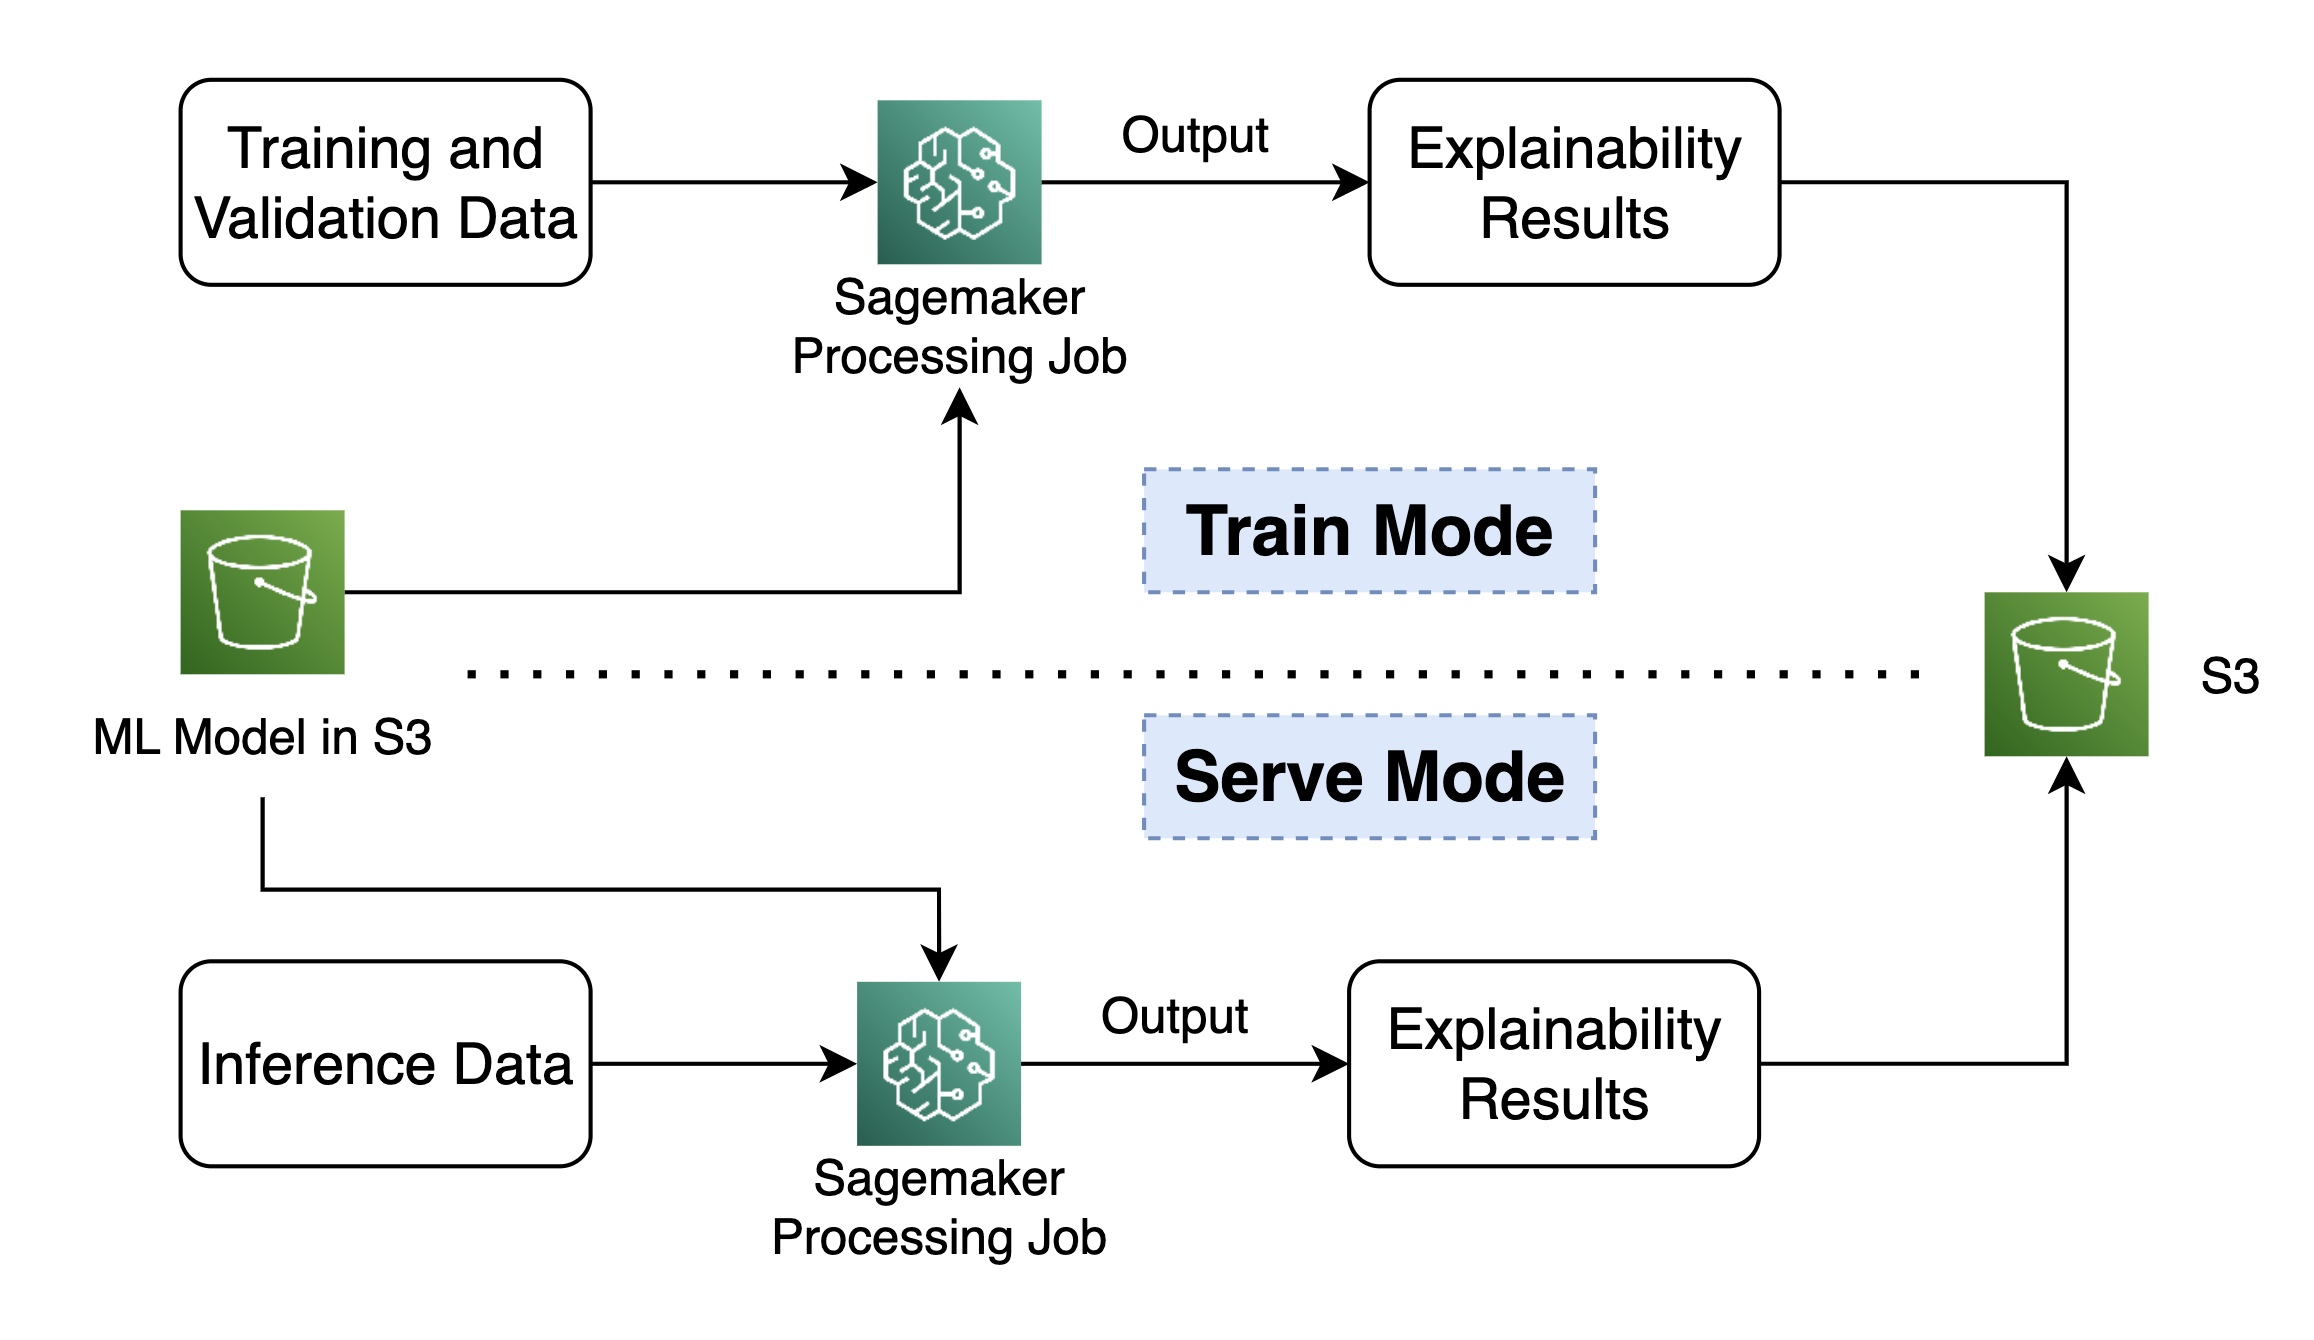 Training and
Validation Data
Sagemaker
Processing Job
Output
Explainability
Results
Train Mode
ML Model in S3
S3
Serve Mode
Inference Data
Sagemaker
Processing Job
Output
Explainability
Results